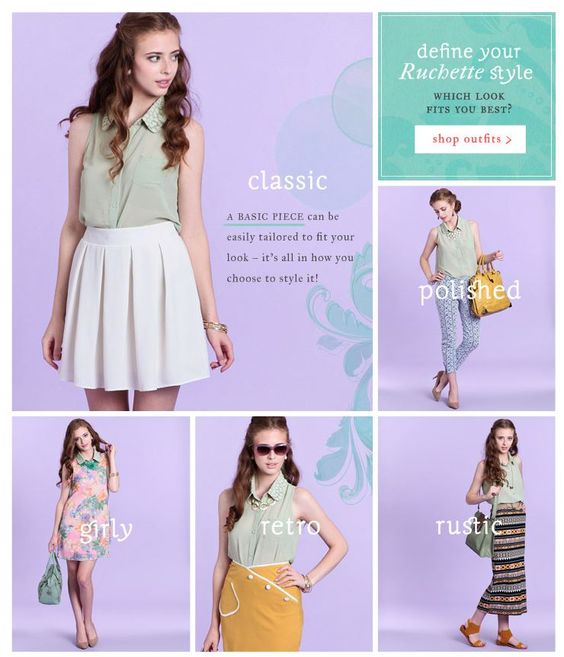 classic
A BASIC PIECE can be
easily tailored to fit your
look – it's all in how you
choose to style it!
define your
Ruchette style
WHICH LOOK
FITS YOU BEST?
shop outfits >
polished
girly
retro
rustic